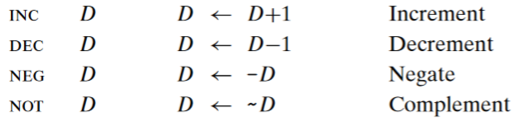 INC D D ← D+1 Increment
DEC D D ← D−1 Decrement
NEG D D ← -D Negate
NOT D D ← ~D Complement